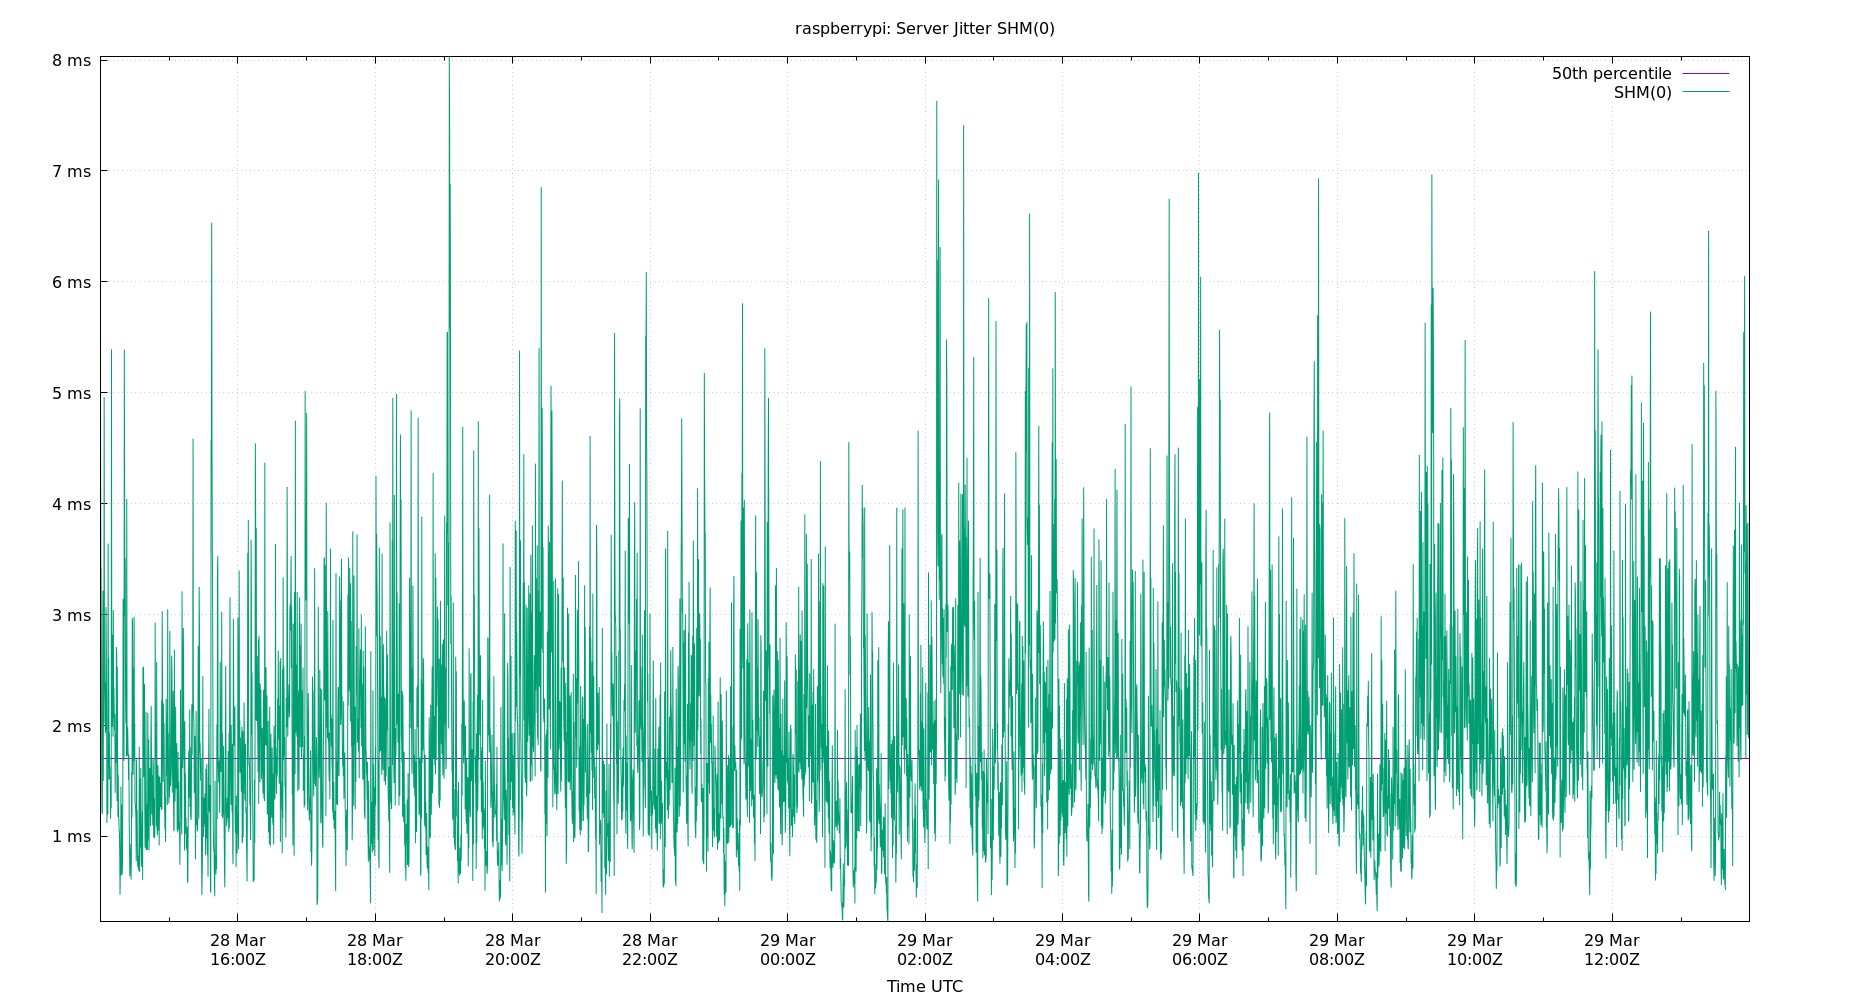 raspberrypi: Server Jitter SHM(0)
50th percentile
SHM(0)
8 ms
7 ms
6 ms
5 ms
4 ms
3 ms
2 ms
1 ms
28 Mar 28 Mar 28 Mar 28 Mar 29 Mar 29 Mar 29 Mar 29 Mar 29 Mar 29 Mar 29 Mar
16:00Z 18:00Z 20:00Z 22:00Z 00:00Z 02:00Z 04:00Z 06:00Z 08:00Z 10:00Z 12:00Z
Time UTC